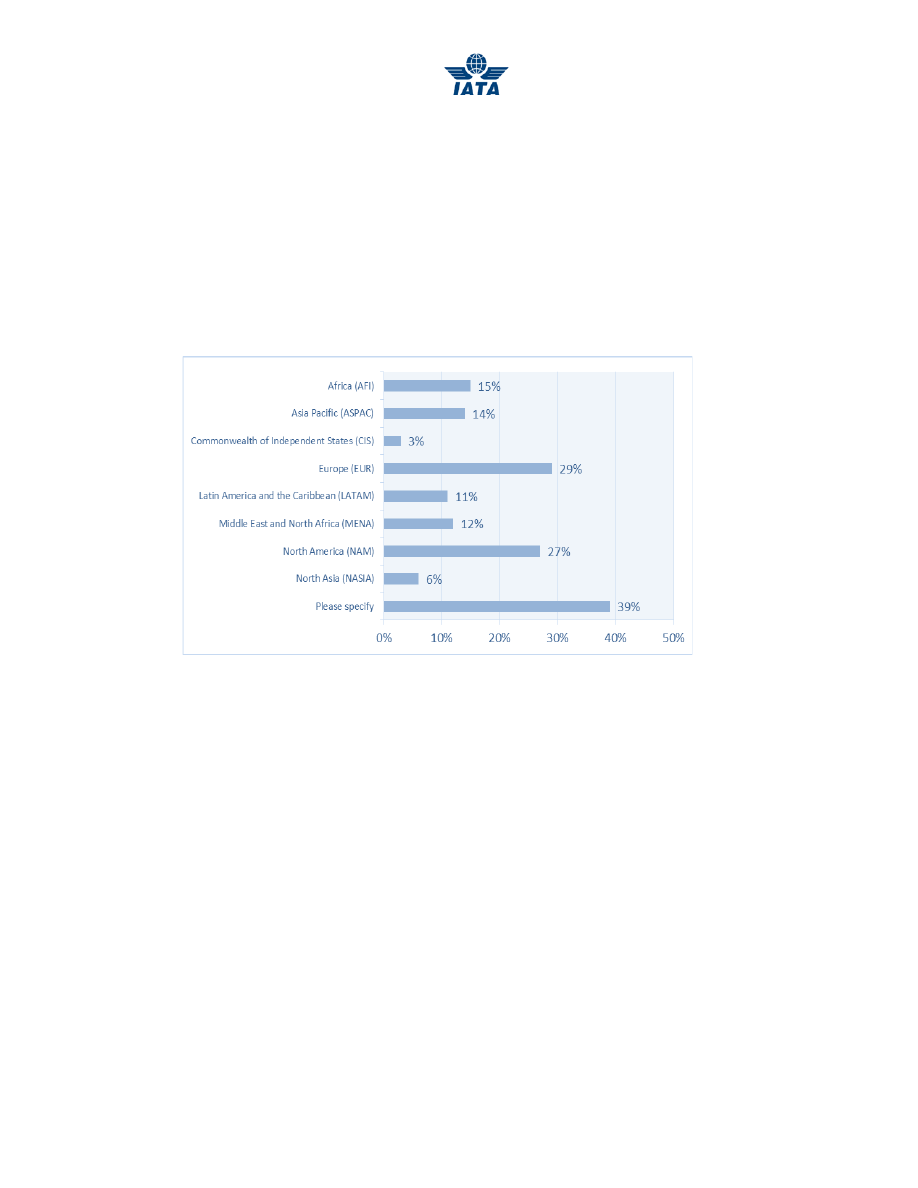 IATA
Africa (AFI) 15%
Asia Pacific (ASPAC) 14%
Commonwealth of Independent States (CIS) 3%
Europe (EUR) 29%
Latin America and the Caribbean (LATAM) 11%
Middle East and North Africa (MENA) 12%
North America (NAM) 27%
North Asia (NASIA) 6%
Please specify 39%
0% 10% 20% 30% 40% 50%